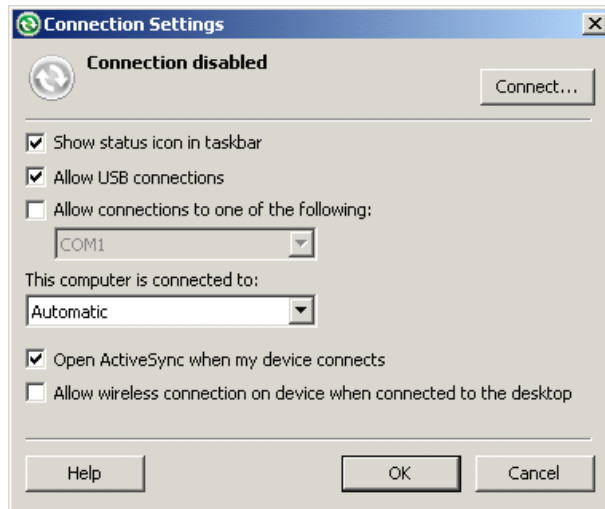 Connection Settings
Connection disabled
Connect...
Show status icon in taskbar
Allow USB connections
Allow connections to one of the following:
COM1
This computer is connected to:
Automatic
Open ActiveSync when my device connects
Allow wireless connection on device when connected to the desktop
Help
OK
Cancel